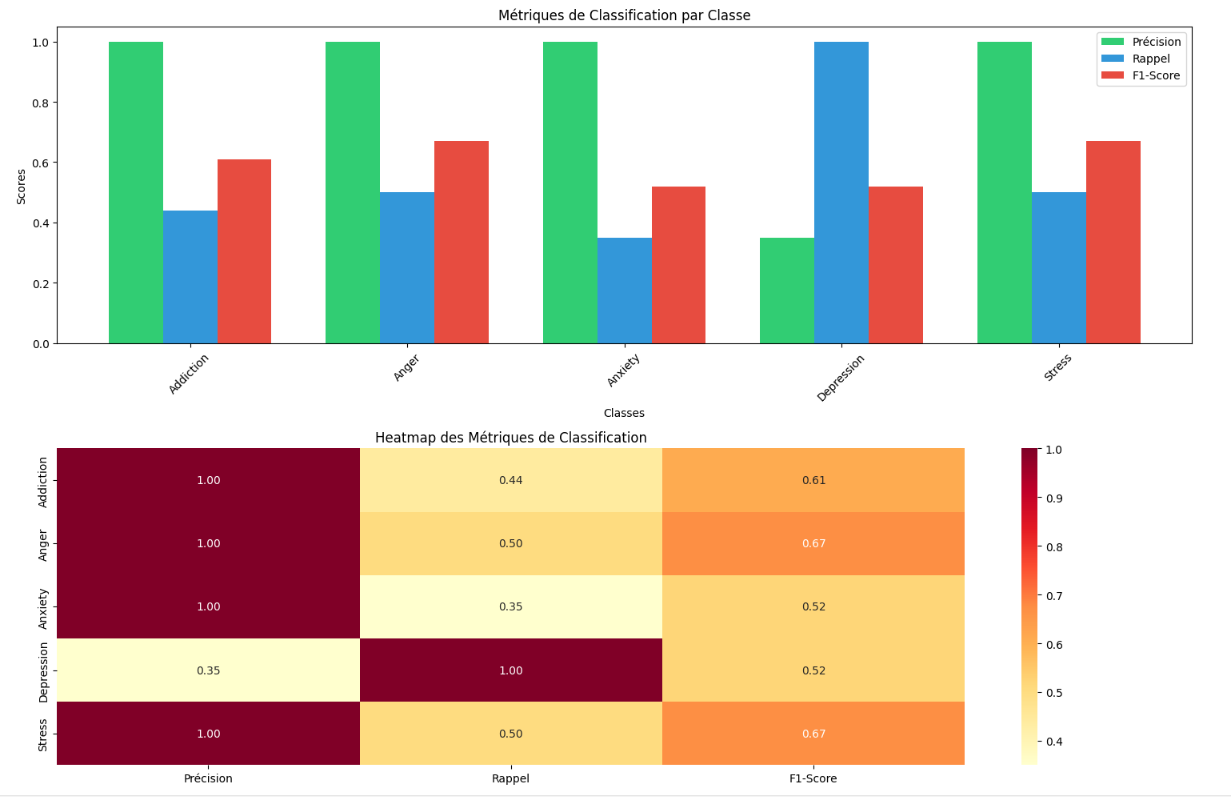 Métriques de Classification par Classe
Scores
1.0
0.8
0.6
0.4
0.2
0.0
Précision
Rappel
F1-Score
Addiction
Anger
Anxiety
Depression
Stress
Classes
Heatmap des Métriques de Classification
Addiction 1.00 0.44 0.61
Anger 1.00 0.50 0.67
Anxiety 1.00 0.35 0.52
Depression 0.35 1.00 0.52
Stress 1.00 0.50 0.67
Précision Rappel F1-Score
1.0
0.9
0.8
0.7
0.6
0.5
0.4